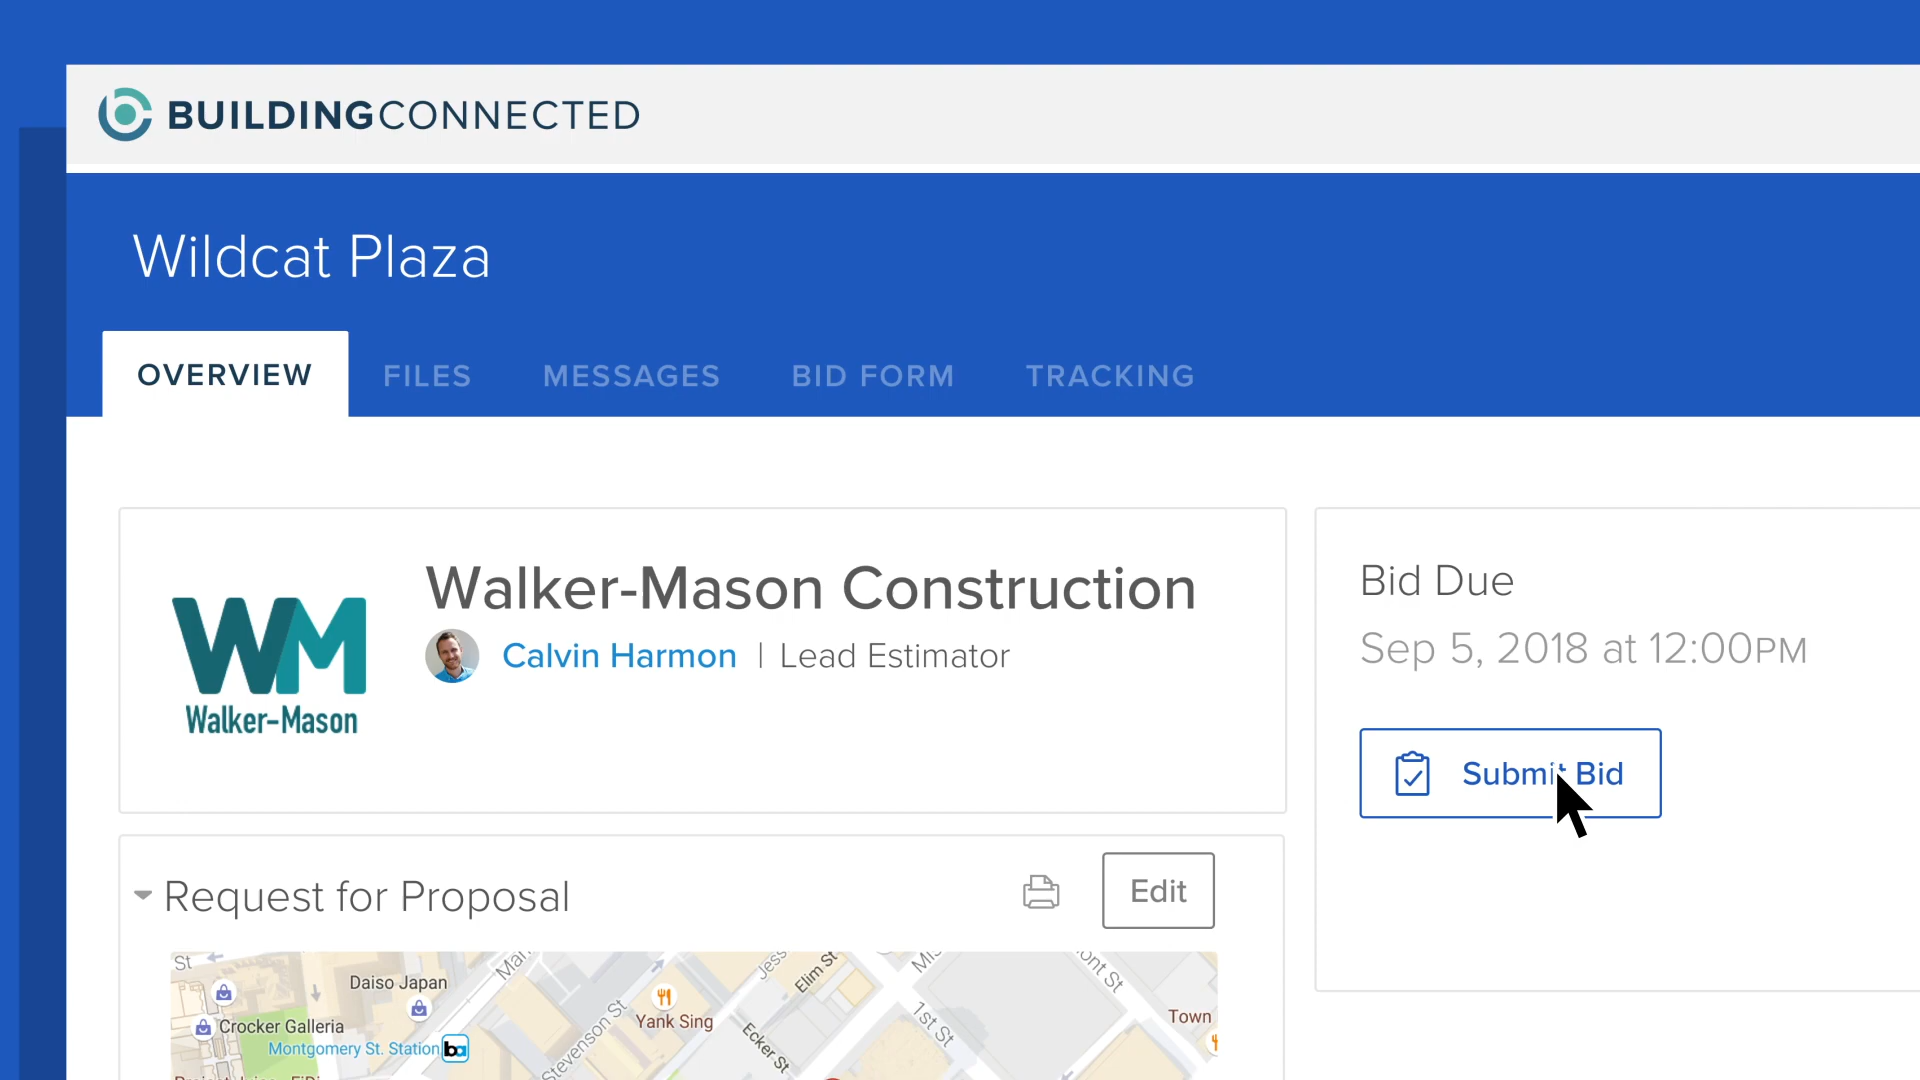 BUILDINGCONNECTED
Wildcat Plaza
OVERVIEW FILES MESSAGES BID FORM TRACKING
WM
Walker-Mason
Walker-Mason Construction
Calvin Harmon | Lead Estimator
Bid Due
Sep 5, 2018 at 12:00PM
Submit Bid
Request for Proposal
Edit
St
Daiso Japan
Crocker Galleria
Montgomery St. Station
ba
Stevenson St
Yank Sing
Elim St
Ecker St
1st St
Town